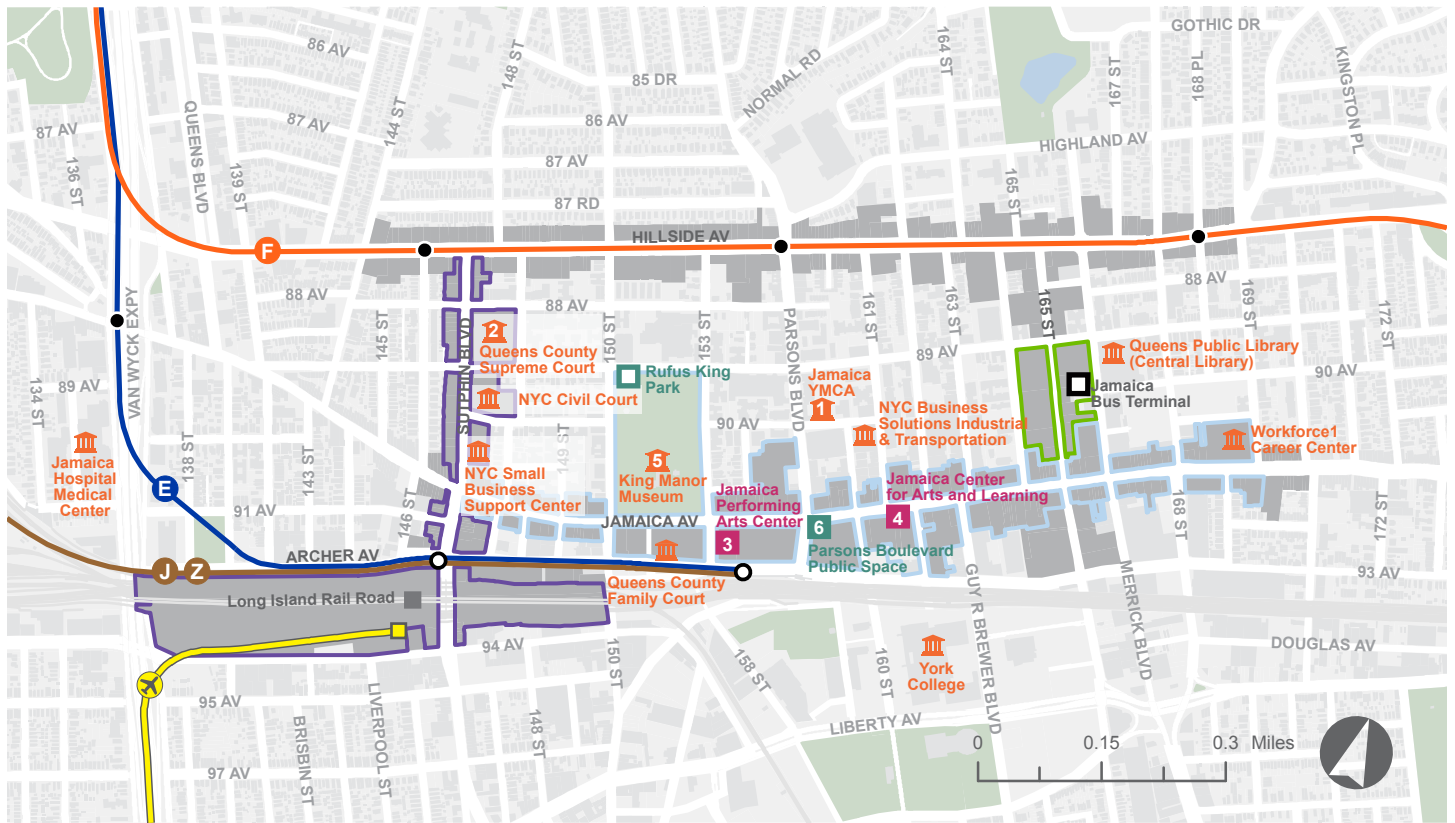 GOTHIC DR
86 AV
148 ST
85 DR
NORMAL RD
164 ST
167 ST
168 PL
KINGSTON PL
QUEENS BLVD
144 ST
87 AV
87 AV
86 AV
HIGHLAND AV
136 ST
139 ST
87 AV
165 ST
87 RD
HILLSIDE AV
F
88 AV
88 AV
88 AV
VAN WYCK EXPY
145 ST
SUTPHIN BLVD
150 ST
153 ST
PARSONS BLVD
161 ST
163 ST
165 ST
169 ST
172 ST
2
Queens County
Supreme Court
89 AV
Queens Public Library
(Central Library)
134 ST
89 AV
Rufus King
Park
Jamaica
YMCA
1
90 AV
Jamaica
Bus Terminal
NYC Civil Court
NYC Business
Solutions Industrial
& Transportation
90 AV
149 ST
138 ST
143 ST
Workforce1
Career Center
Jamaica
Hospital
Medical
Center
NYC Small
Business
Support Center
5
King Manor
Museum
E
146 ST
91 AV
Jamaica
Performing
Arts Center
3
Jamaica Center
for Arts and Learning
4
168 ST
172 ST
JAMAICA AV
6
Parsons Boulevard
Public Space
ARCHER AV
J
Z
93 AV
Queens County
Family Court
Long Island Rail Road
GUY R BREWER BLVD
MERRICK BLVD
94 AV
150 ST
158 ST
160 ST
York
College
DOUGLAS AV
95 AV
BRISBIN ST
LIVERPOOL ST
148 ST
LIBERTY AV
97 AV
0
0.15
0.3 Miles